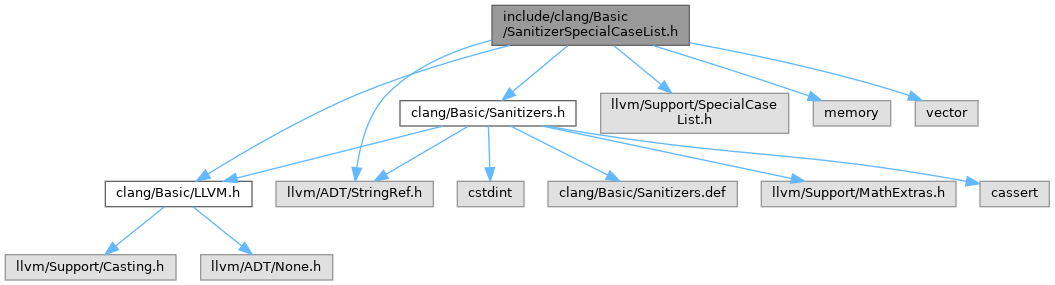 include/clang/Basic
/SanitizerSpecialCaseList.h
clang/Basic/Sanitizers.h
llvm/Support/SpecialCase
List.h
memory
vector
clang/Basic/LLVM.h
llvm/ADT/StringRef.h
cstdint
clang/Basic/Sanitizers.def
llvm/Support/MathExtras.h
cassert
llvm/Support/Casting.h
llvm/ADT/None.h